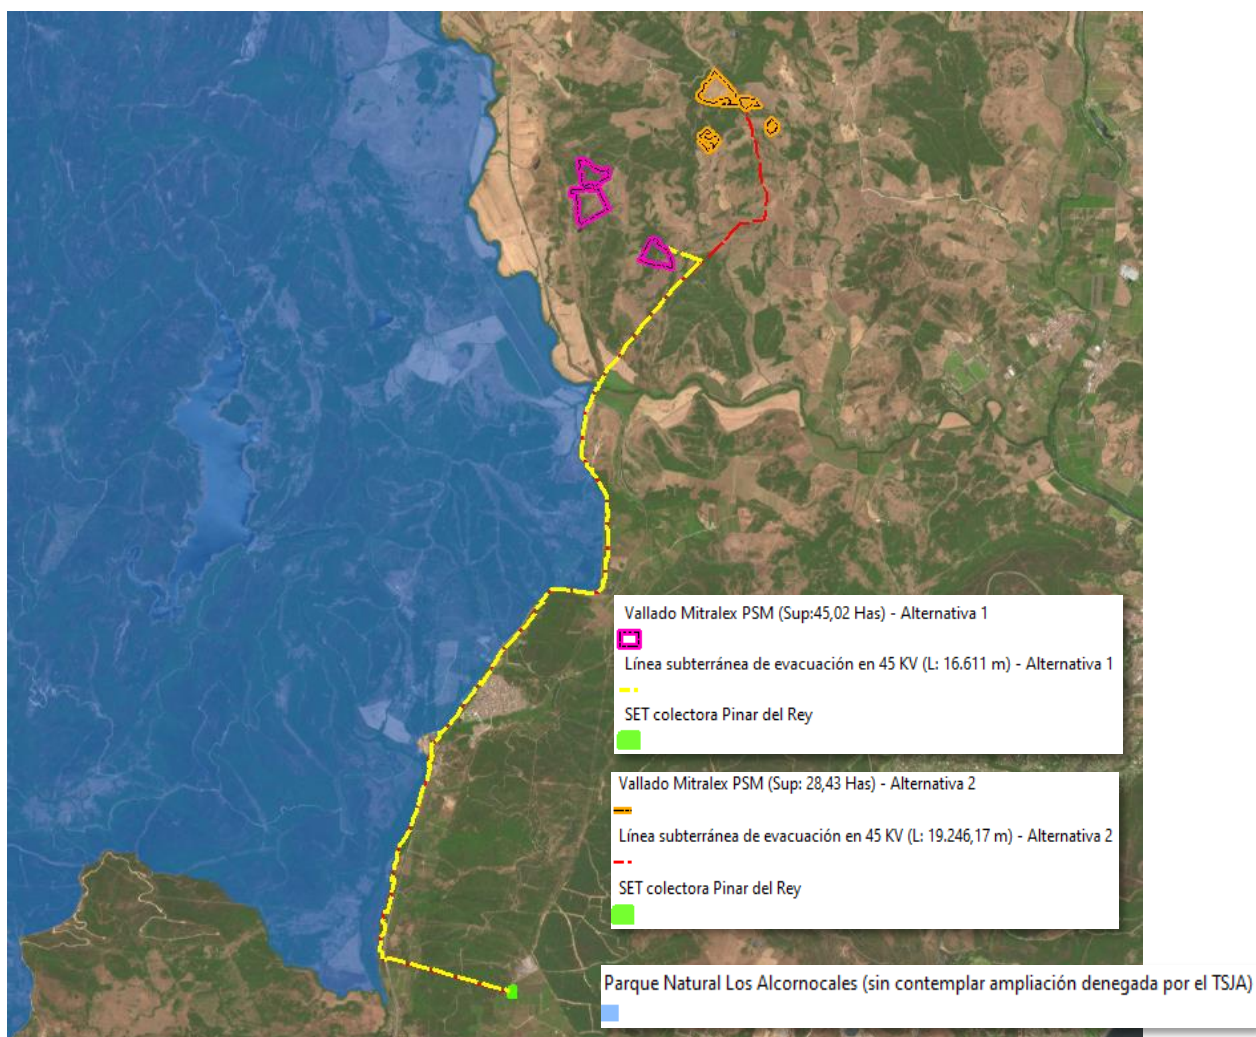 Vallado Mitralex PSM (Sup:45,02 Has) - Alternativa 1
Línea subterránea de evacuación en 45 KV (L: 16.611 m) - Alternativa 1
SET colectora Pinar del Rey
Vallado Mitralex PSM (Sup: 28,43 Has) - Alternativa 2
Línea subterránea de evacuación en 45 KV (L: 19.246,17 m) - Alternativa 2
SET colectora Pinar del Rey
Parque Natural Los Alcornocales (sin contemplar ampliación denegada por el TSJA)